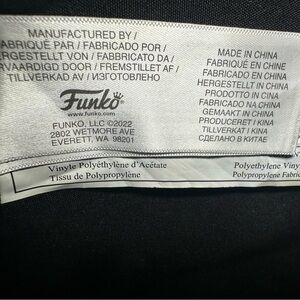 MANUFACTURED BY /
ABRIQUÉ PAR / FABRICADO POR /
ERGESTELLT VON / FABBRICATO DA /
RVAARDIGD DOOR / FREMSTILLET AF /
TILLVERKAD AV / ИЗГОТОВЛЕНО
Funko
www.funko.com
FUNKO, LLC ©2022
2802 WETMORE AVE
EVERETT, WA 98201
MADE IN CHINA
FABRIQUÉ EN CHINE
FABRICADO EN CHINA
HERGESTELLT IN CHINA
PRODOTTO IN CINA
FABRICADO NA CHINA
GEMAAKT IN CHINA
PRODUCERET I KINA
TILLVERKAT I KINA
СДЕЛАНО В КИТАЕ
Vinyle Polyéthylène d'Acétate
Tissu de Polypropylène
Polyethylene Vinyl
Polypropylene Fabric